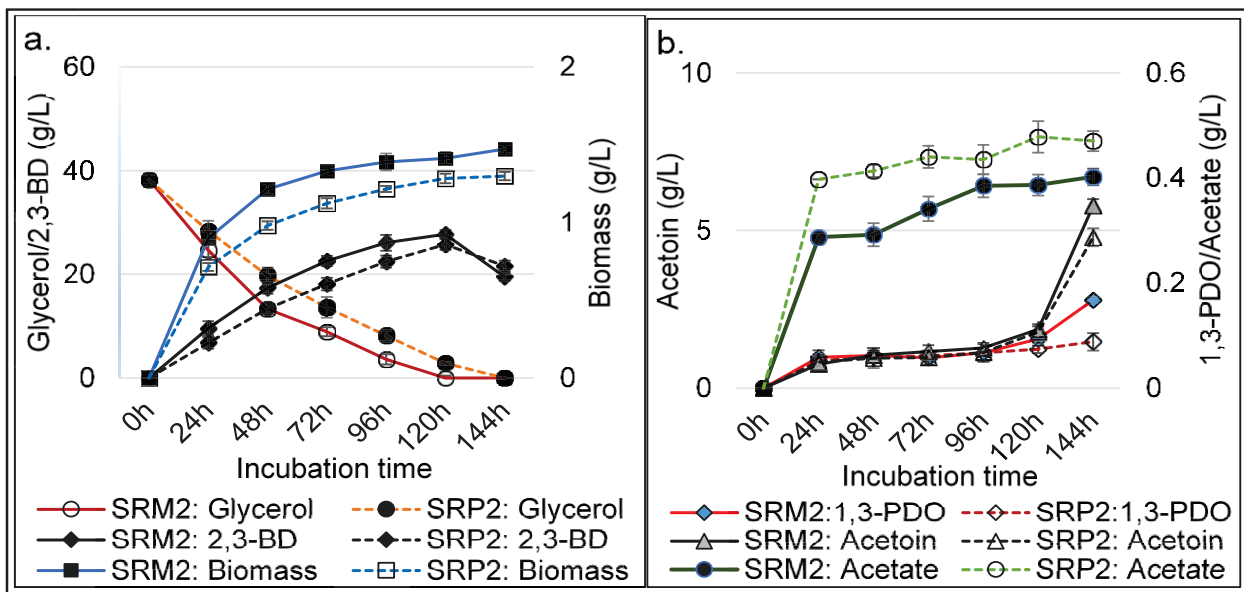 a.
60
40
20
0
Glycerol/2,3-BD (g/L)
2
1
0
Biomass (g/L)
0h
24h
48h
72h
96h
120h
144h
Incubation time
SRM2: Glycerol
SRP2: Glycerol
SRM2: 2,3-BD
SRP2: 2,3-BD
SRM2: Biomass
SRP2: Biomass
b.
10
5
0
Acetoin (g/L)
0.6
0.4
0.2
0
1,3-PDO/Acetate (g/L)
0h
24h
48h
72h
96h
120h
144h
Incubation time
SRM2:1,3-PDO
SRP2:1,3-PDO
SRM2: Acetoin
SRP2: Acetoin
SRM2: Acetate
SRP2: Acetate